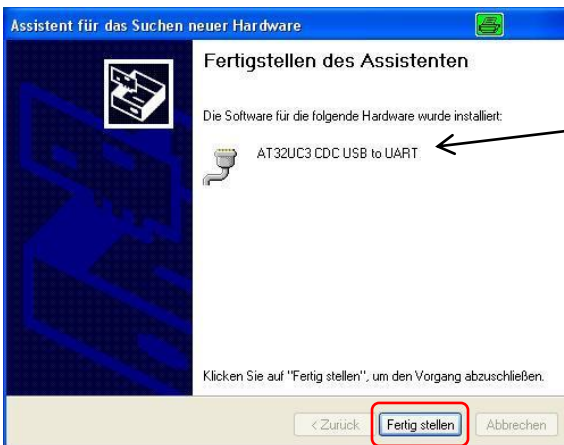 Assistent für das Suchen neuer Hardware
Fertigstellen des Assistenten
Die Software für die folgende Hardware wurde installiert:
AT32UC3 CDC USB to UART
Klicken Sie auf "Fertig stellen", um den Vorgang abzuschließen.
< Zurück Fertig stellen Abbrechen